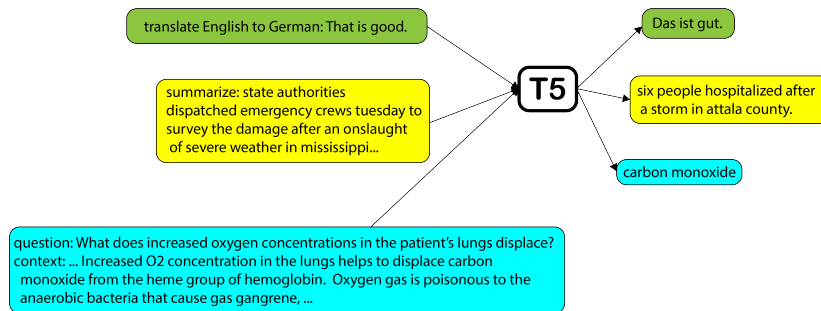 translate English to German: That is good.
summarize: state authorities
dispatched emergency crews tuesday to
survey the damage after an onslaught
of severe weather in mississippi...
question: What does increased oxygen concentrations in the patient's lungs displace?
context: ... Increased O2 concentration in the lungs helps to displace carbon
monoxide from the heme group of hemoglobin. Oxygen gas is poisonous to the
anaerobic bacteria that cause gas gangrene, ...
T5
Das ist gut.
six people hospitalized after
a storm in attala county.
carbon monoxide